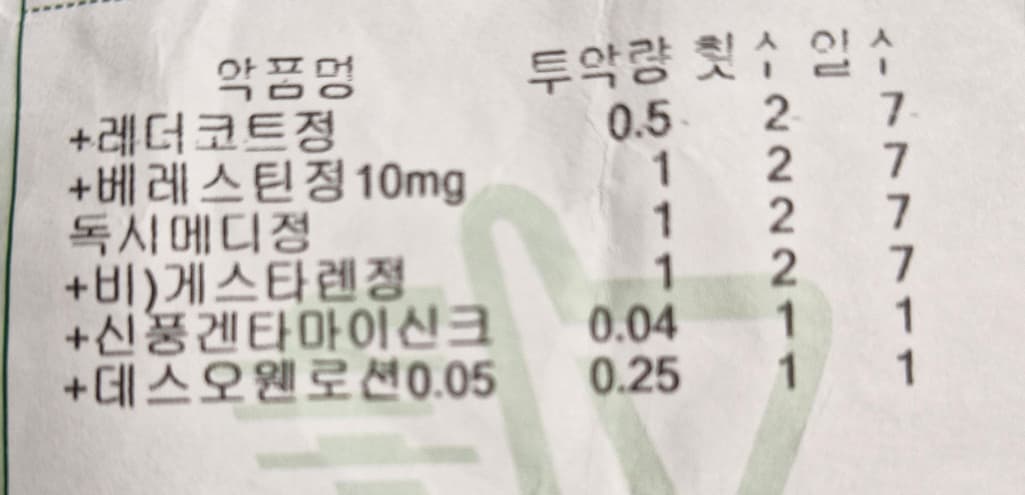 약품명 투약량 횟수 일수
+레더코트정 0.5 2 7
+베레스틴정10mg 1 2 7
독시메디정 1 2 7
+비)게스타렌정 1 2 7
+신풍겐타마이신크 0.04 1 1
+데스오웬로션0.05 0.25 1 1